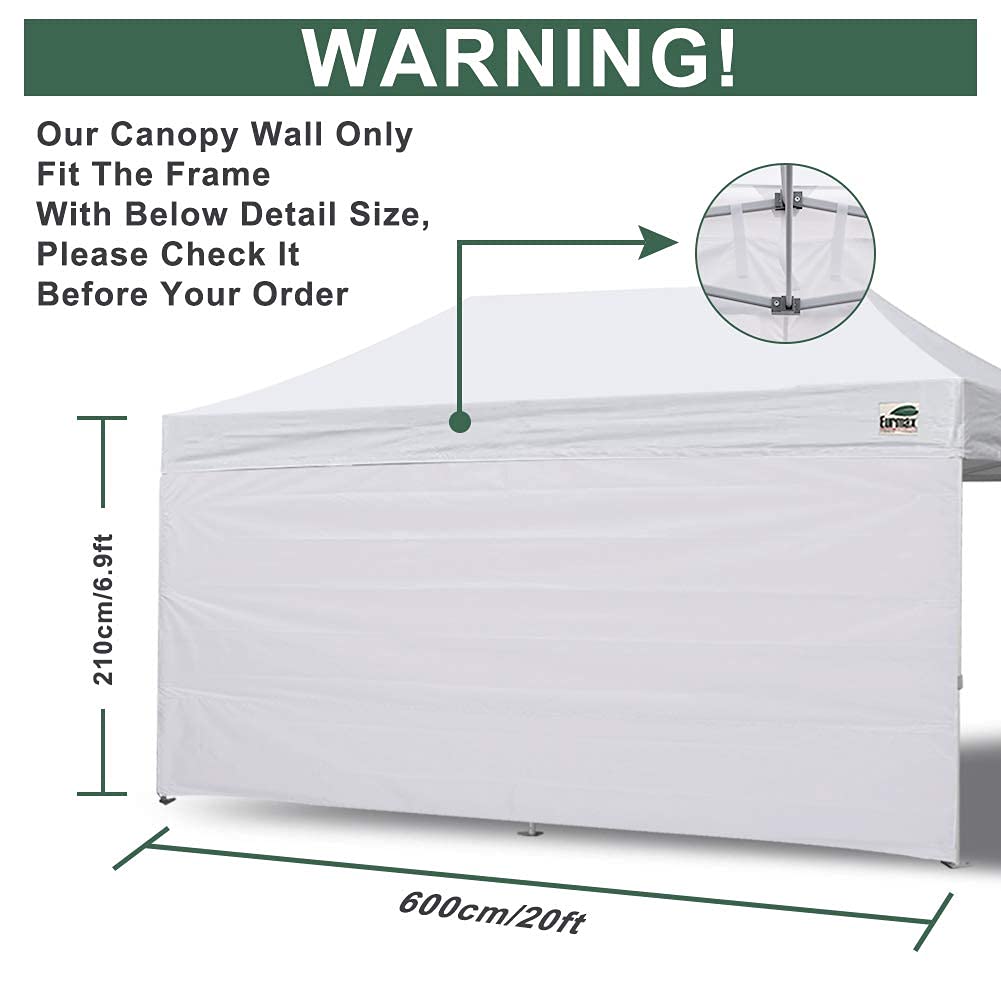 WARNING!
Our Canopy Wall Only
Fit The Frame
With Below Detail Size,
Please Check It
Before Your Order
Eurmax
210cm/6.9ft
600cm/20ft